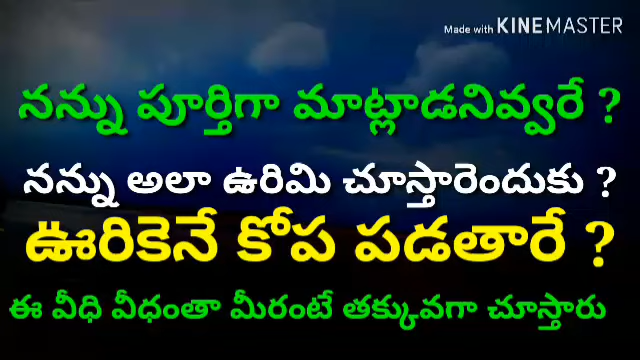 Made with KINEMASTER
నన్ను పూర్తిగా మాట్లాడనివ్వరే ?
నన్ను అలా ఉరిమి చూస్తారెందుకు ?
ఊరికెనే కోప పడతారే ?
ఈ వీధి వీధంతా మీరంటే తక్కువగా చూస్తారు